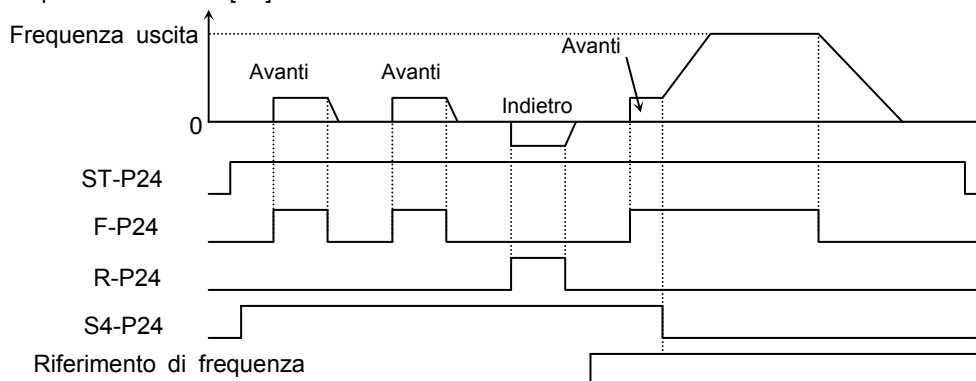 Frequenza uscita
Avanti
Avanti
Avanti
Indietro
0
ST-P24
F-P24
R-P24
S4-P24
Riferimento di frequenza